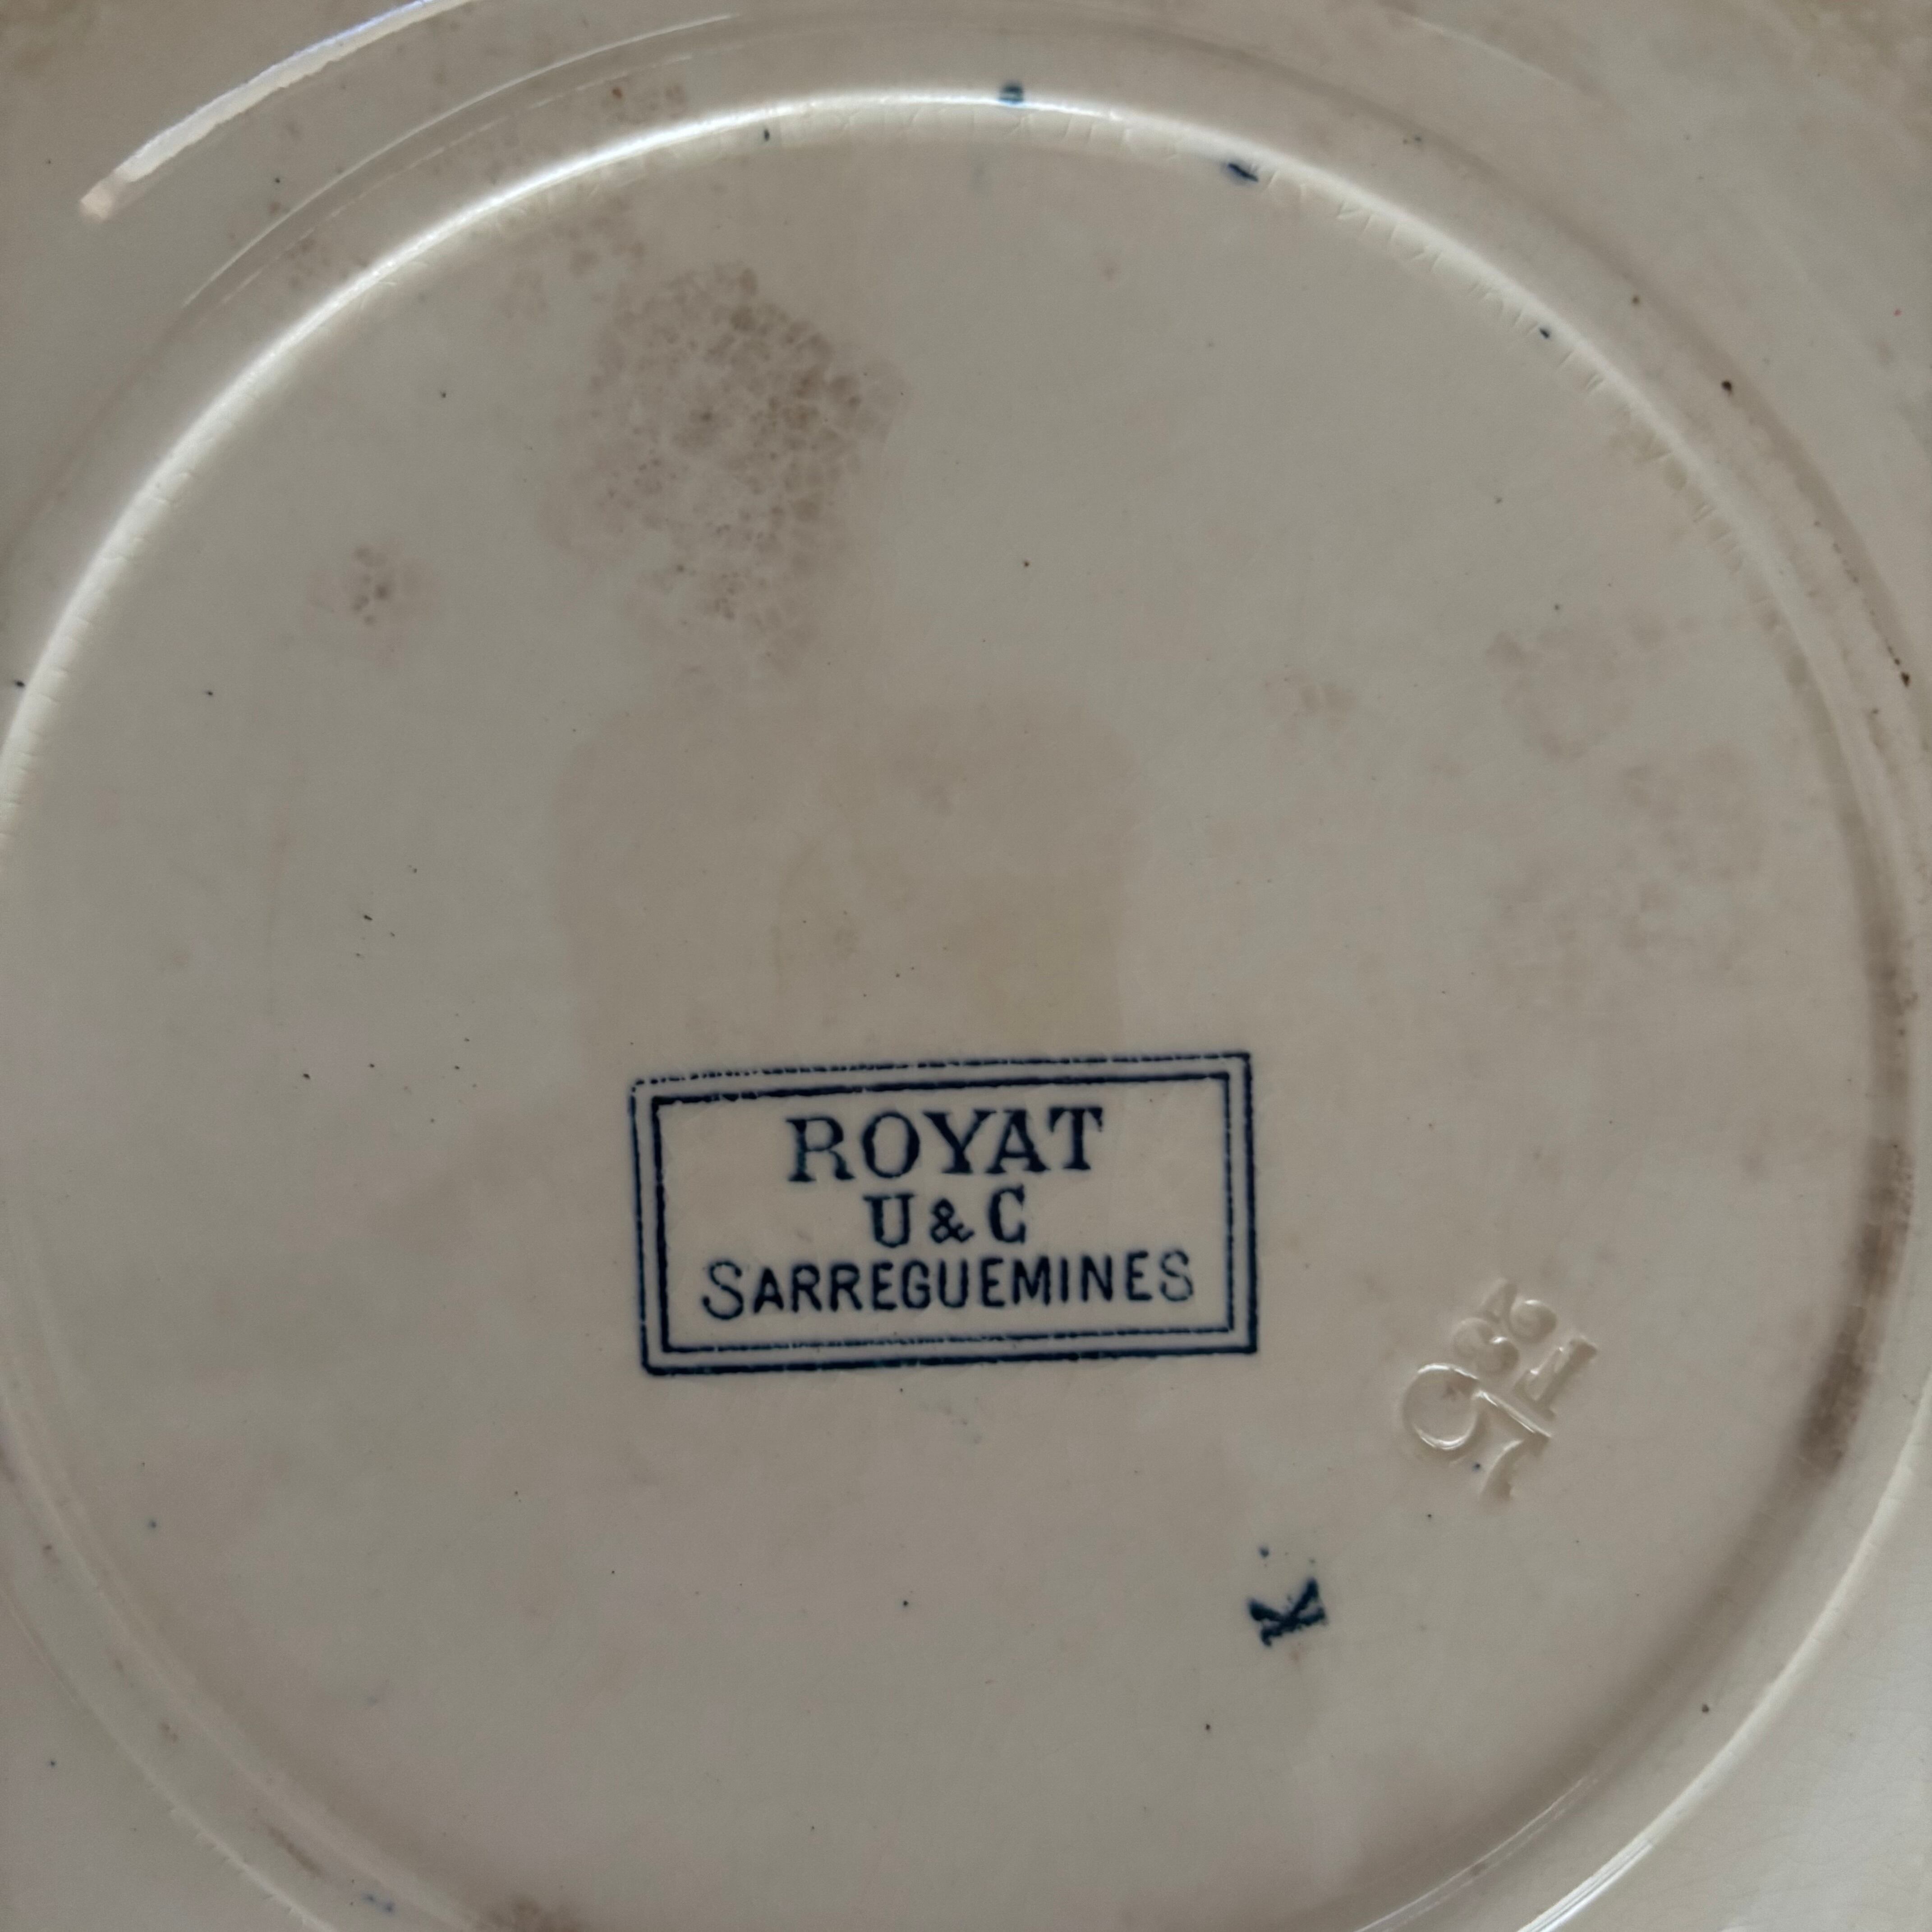 ROYAT
U & C
SARREGUEMINES
K